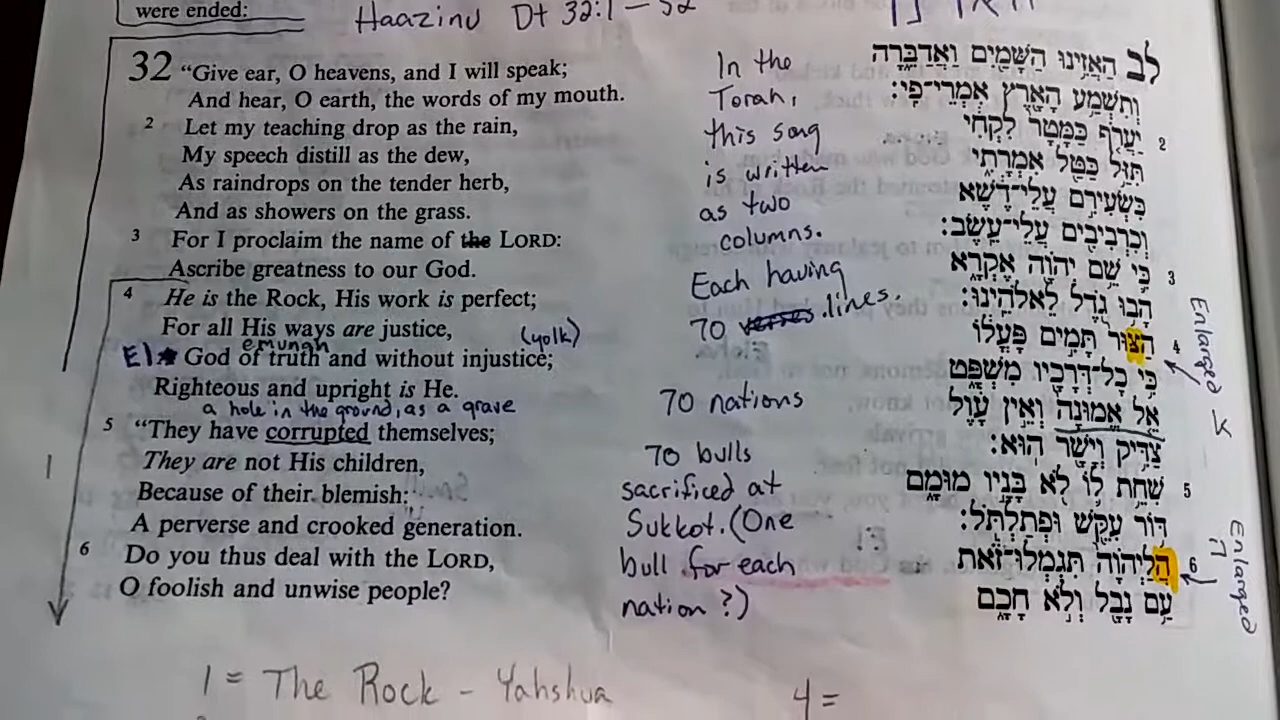 were ended:
Haazinu Dt 32:1 – 52
האזינו
32 “Give ear, O heavens, and I will speak;
And hear, O earth, the words of my mouth.
2 Let my teaching drop as the rain,
My speech distill as the dew,
As raindrops on the tender herb,
And as showers on the grass.
3 For I proclaim the name of the LORD:
Ascribe greatness to our God.
4 He is the Rock, His work is perfect;
For all His ways are justice,
(yolk)
emunah
El * God of truth and without injustice;
Righteous and upright is He.
a hole in the ground, as a grave
5 “They have corrupted themselves;
They are not His children,
Because of their blemish:
A perverse and crooked generation.
6 Do you thus deal with the LORD,
O foolish and unwise people?
1
In the
Torah,
this song
is written
as two
columns.
Each having
70 verses lines.
70 nations
70 bulls
sacrificed at
Sukkot. (One
bull for each
nation?)
לב הַאֲזִינוּ הַשָּׁמַיִם וַאֲדַבֵּרָה
וְתִשְׁמַע הָאָרֶץ אִמְרֵי־פִי׃
2 יַעֲרֹף כַּמָּטָר לִקְחִי
תִּזַּל כַּטַּל אִמְרָתִי
כִּשְׂעִירִם עֲלֵי־דֶשֶׁא
וְכִרְבִיבִים עֲלֵי־עֵשֶׂב׃
3 כִּי שֵׁם יְהוָה אֶקְרָא
הָבוּ גֹדֶל לֵאלֹהֵינוּ׃
4 הַצּוּר תָּמִים פָּעֳלוֹ
כִּי כָל־דְּרָכָיו מִשְׁפָּט
אֵל אֱמוּנָה וְאֵין עָוֶל
צַדִּיק וְיָשָׁר הוּא׃
5 שִׁחֵת לוֹ לֹא בָּנָיו מוּמָם
דּוֹר עִקֵּשׁ וּפְתַלְתֹּל׃
6 הַלְיהוָה תִּגְמְלוּ־זֹאת
עַם נָבָל וְלֹא חָכָם
Enlarged צ
Enlarged ה
1 = The Rock - Yahshua
4 =